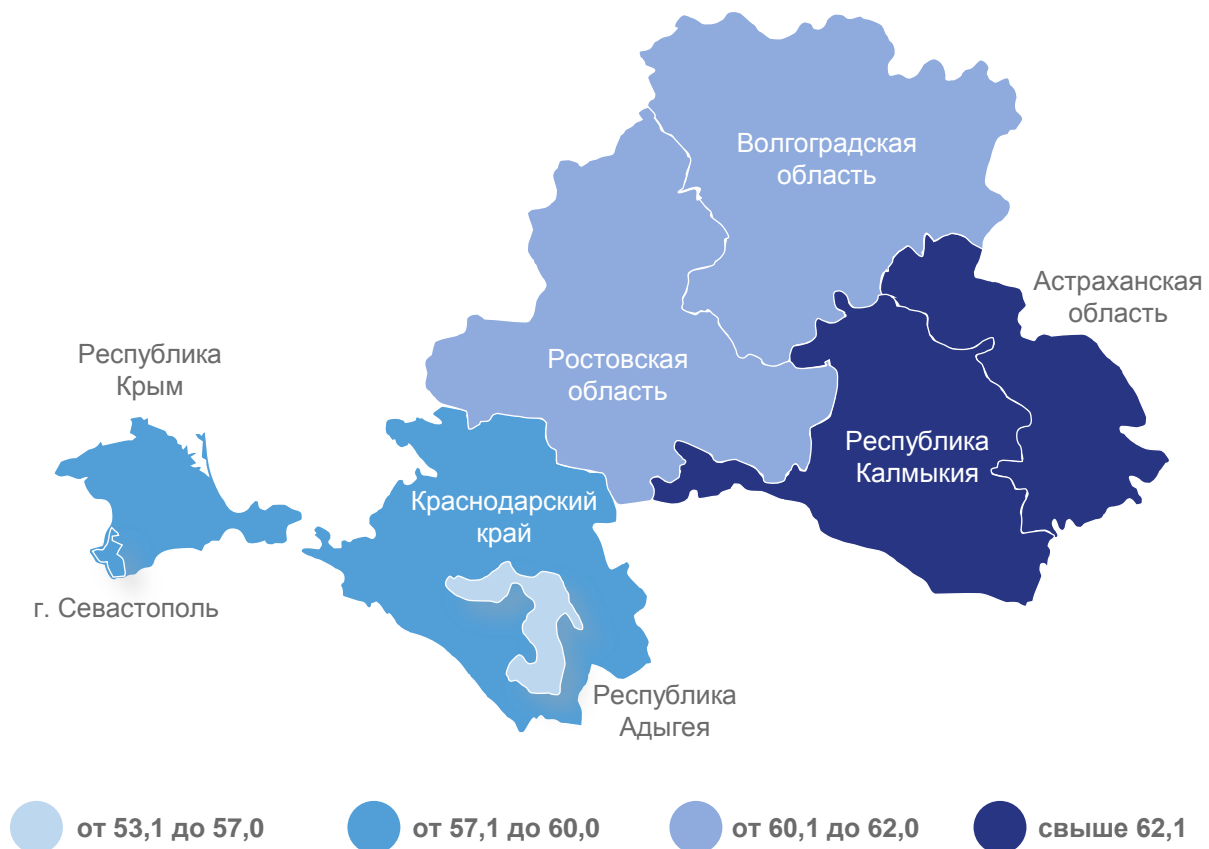 Волгоградская
область
Астраханская
область
Республика
Крым
Ростовская
область
Республика
Калмыкия
Краснодарский
край
г. Севастополь
Республика
Адыгея
от 53,1 до 57,0
от 57,1 до 60,0
от 60,1 до 62,0
свыше 62,1